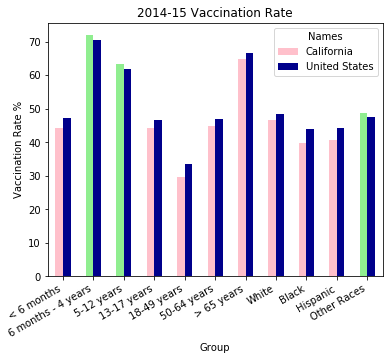 2014-15 Vaccination Rate
Names
California
United States
Vaccination Rate %
70
60
50
40
30
20
10
0
< 6 months
6 months - 4 years
5-12 years
13-17 years
18-49 years
50-64 years
> 65 years
White
Black
Hispanic
Other Races
Group